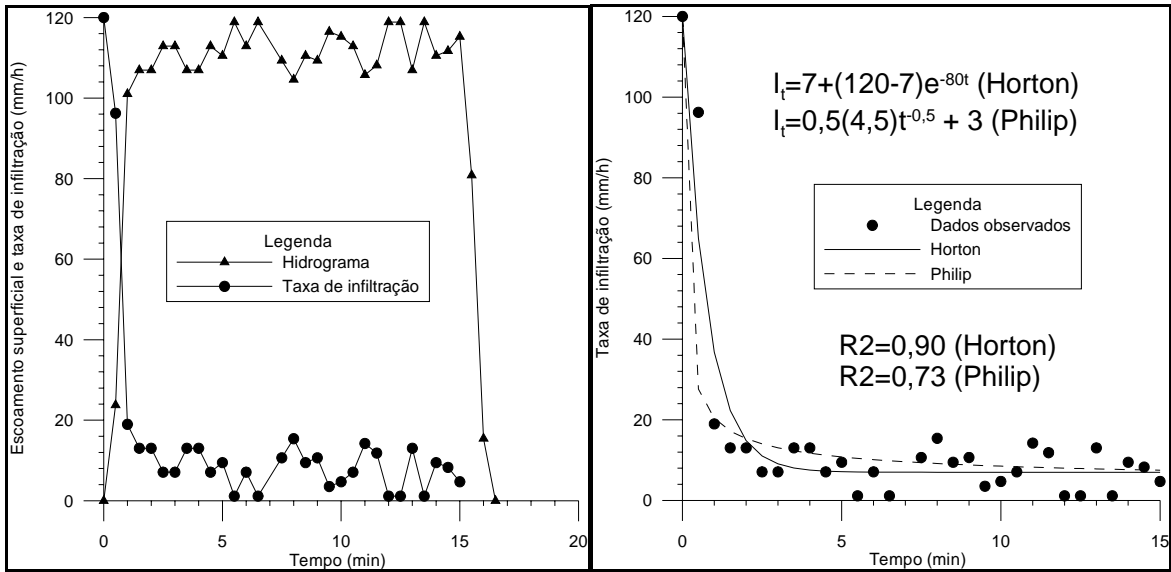 Escoamento superficial e taxa de infiltração (mm/h)
120
100
80
60
40
20
0
Legenda
Hidrograma
Taxa de infiltração
0
5
10
15
20
Tempo (min)
Taxa de infiltração (mm/h)
120
100
80
60
40
20
0
I_t=7+(120-7)e^-80t (Horton)
I_t=0,5(4,5)t^-0,5 + 3 (Philip)
Legenda
Dados observados
Horton
Philip
R2=0,90 (Horton)
R2=0,73 (Philip)
0
5
10
15
Tempo (min)